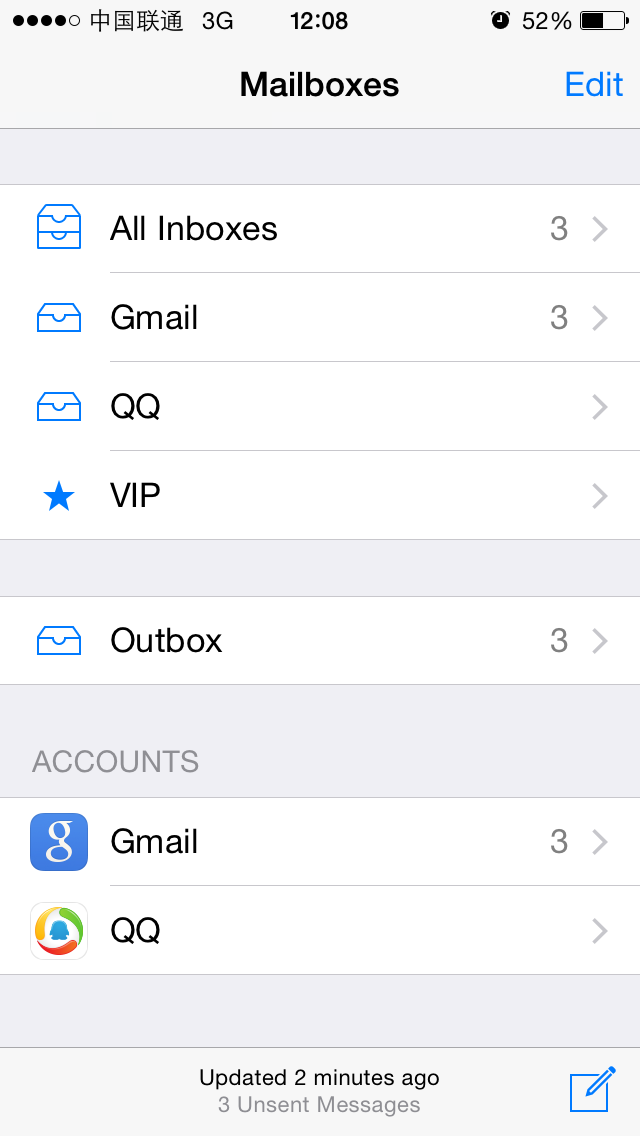 中国联通 3G 12:08 52%
Mailboxes Edit
All Inboxes 3
Gmail 3
QQ
VIP
Outbox 3
ACCOUNTS
g Gmail 3
QQ
Updated 2 minutes ago
3 Unsent Messages